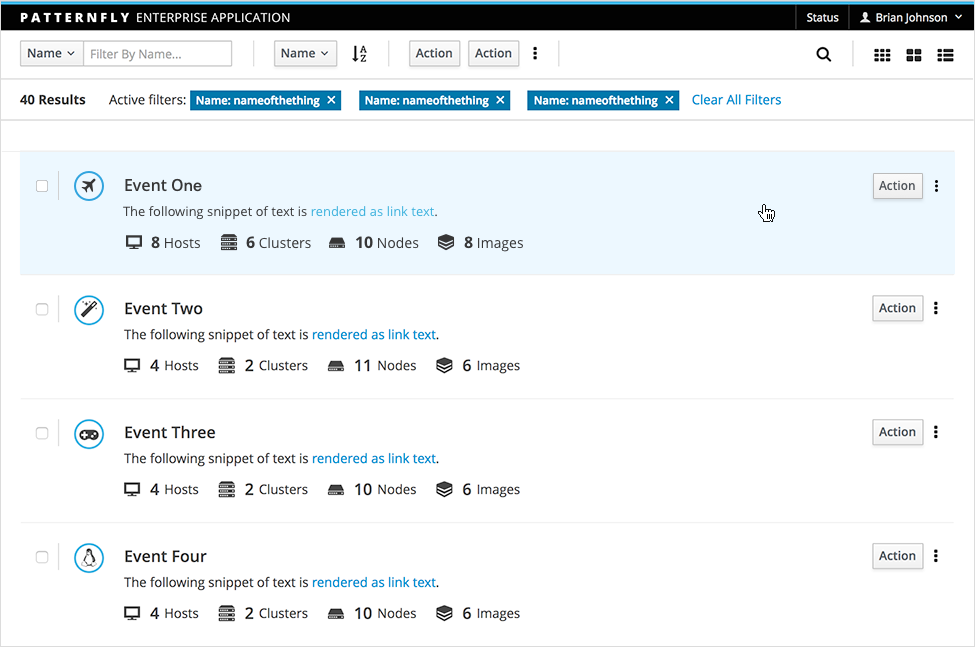 PATTERNFLY ENTERPRISE APPLICATION Status Brian Johnson
Name Filter By Name... Name A Z Action Action
40 Results Active filters: Name: nameofthething × Name: nameofthething × Name: nameofthething × Clear All Filters
Event One Action
The following snippet of text is rendered as link text.
8 Hosts 6 Clusters 10 Nodes 8 Images
Event Two Action
The following snippet of text is rendered as link text.
4 Hosts 2 Clusters 11 Nodes 6 Images
Event Three Action
The following snippet of text is rendered as link text.
4 Hosts 2 Clusters 10 Nodes 6 Images
Event Four Action
The following snippet of text is rendered as link text.
4 Hosts 2 Clusters 10 Nodes 6 Images